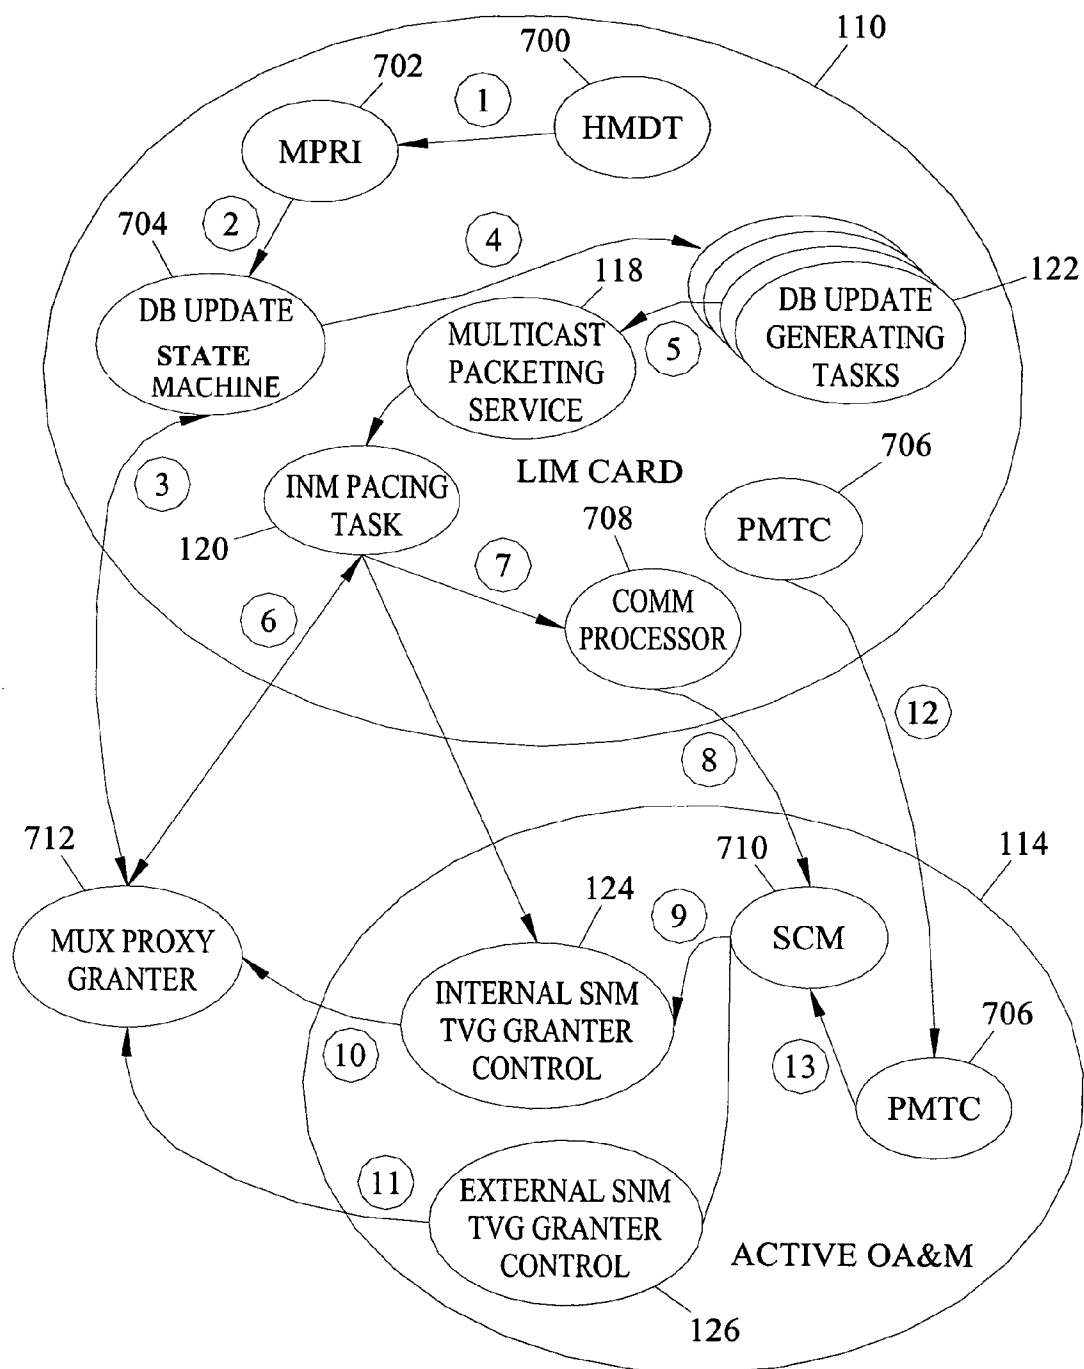 110
700
702
1
HMDT
MPRI
2
704
4
118
122
DB UPDATE
STATE
MACHINE
MULTICAST
PACKETING
SERVICE
5
DB UPDATE
GENERATING
TASKS
3
INM PACING
TASK
LIM CARD
706
PMTC
120
708
7
6
COMM
PROCESSOR
12
8
712
710
114
124
9
SCM
MUX PROXY
GRANTER
INTERNAL SNM
TVG GRANTER
CONTROL
706
10
13
PMTC
11
EXTERNAL SNM
TVG GRANTER
CONTROL
ACTIVE OA&M
126